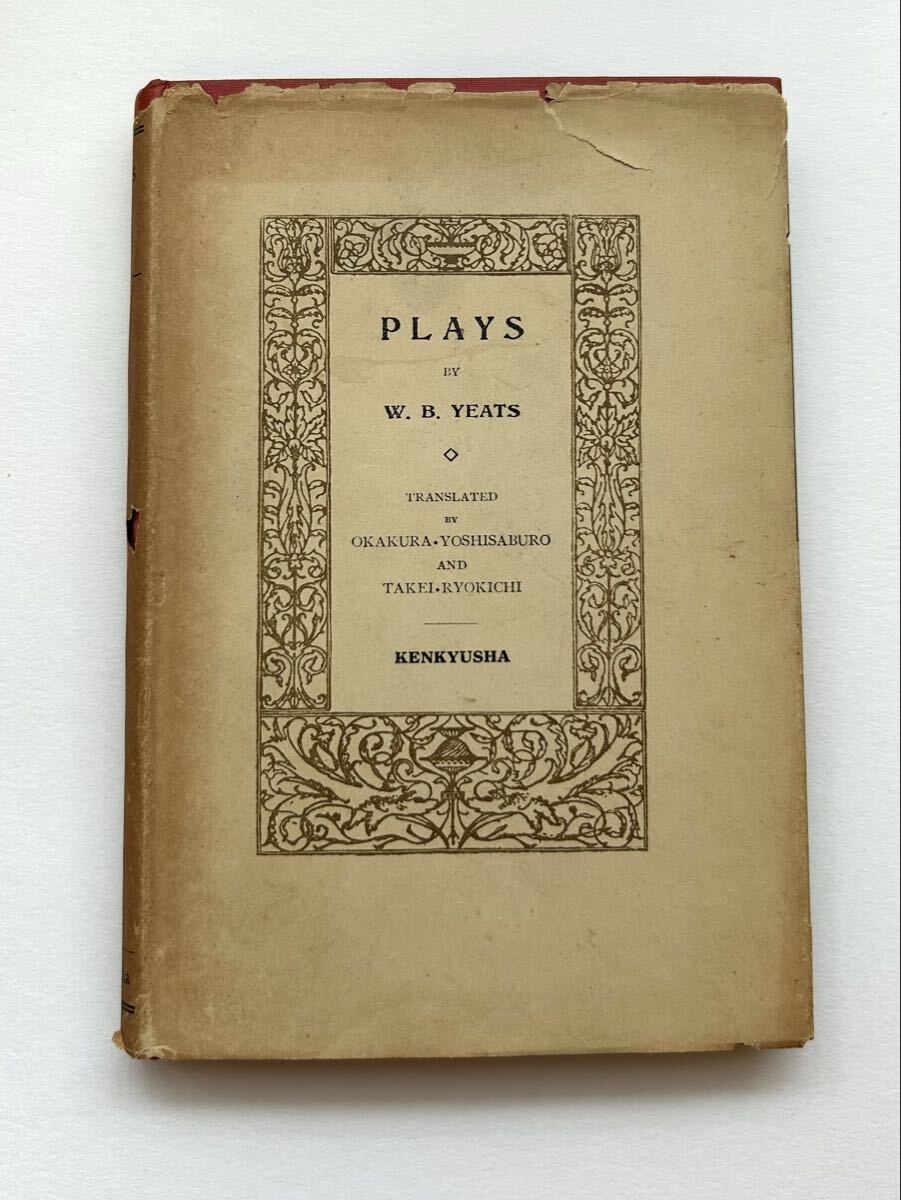 PLAYS
BY
W. B. YEATS
TRANSLATED
BY
OKAKURA•YOSHISABURO
AND
TAKEI•RYOKICHI
KENKYUSHA